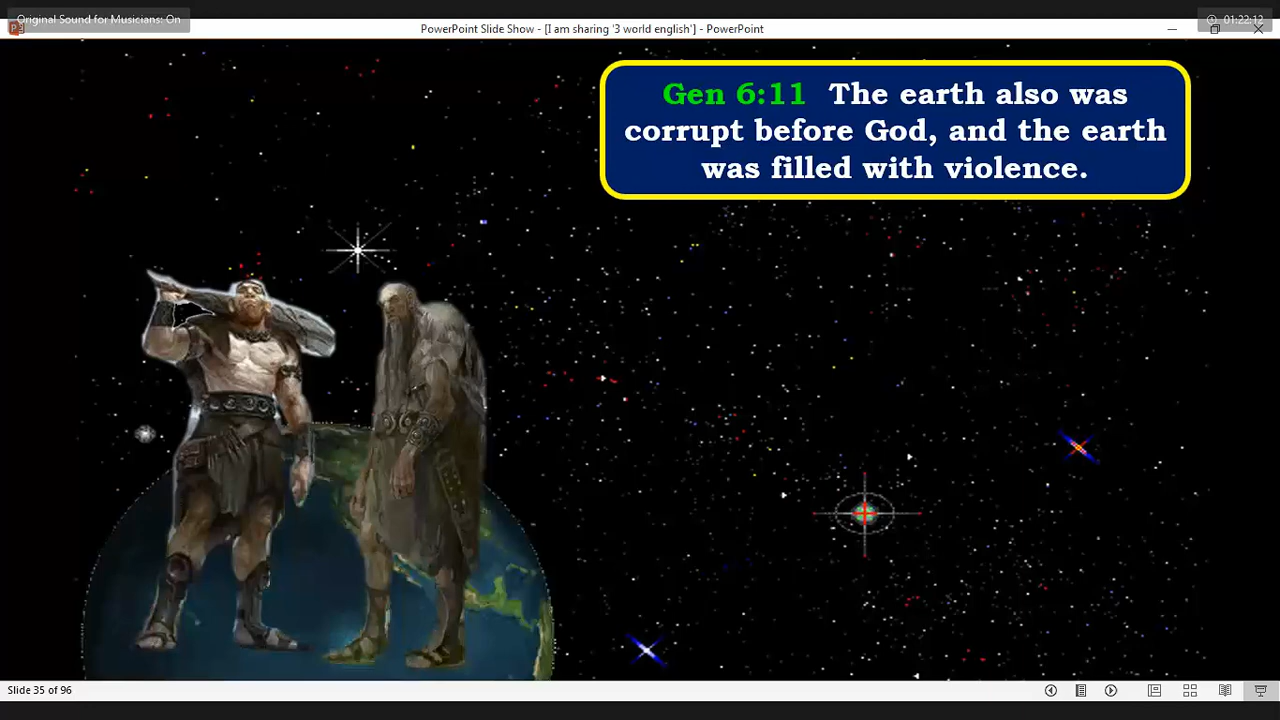 Original Sound for Musicians: On
01:22:12
PowerPoint Slide Show - [I am sharing '3 world english'] - PowerPoint
Gen 6:11 The earth also was
corrupt before God, and the earth
was filled with violence.
Slide 35 of 96